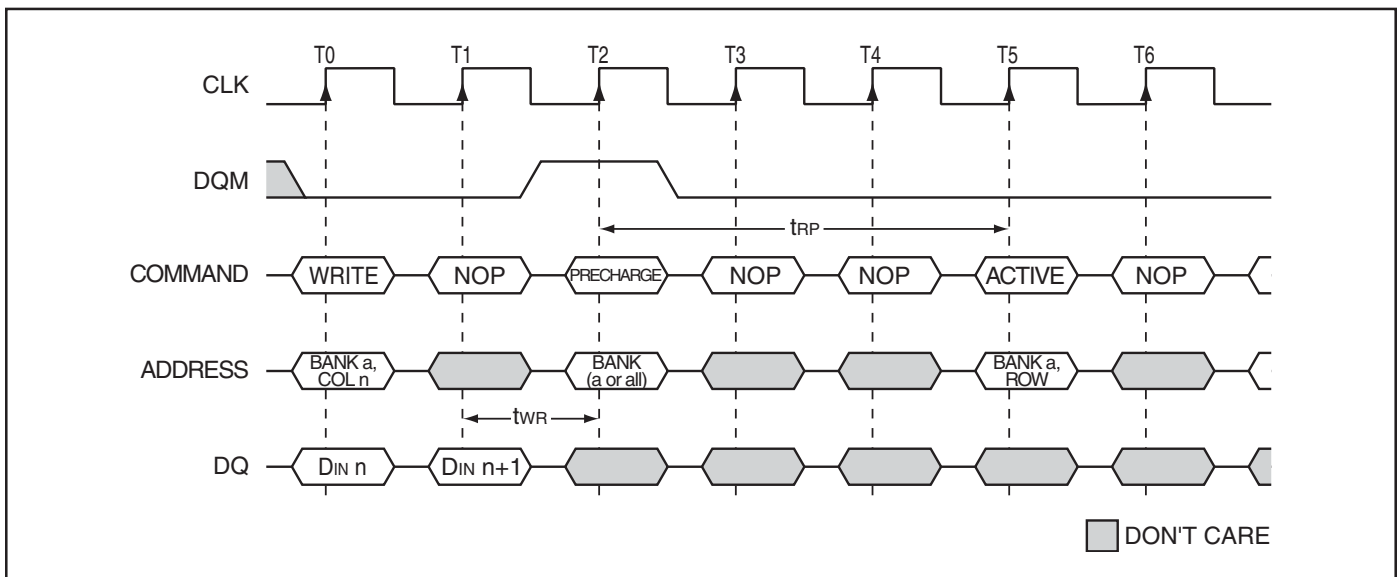 T0 T1 T2 T3 T4 T5 T6
CLK
DQM
tRP
COMMAND WRITE NOP PRECHARGE NOP NOP ACTIVE NOP
ADDRESS BANK a, COL n BANK (a or all) BANK a, ROW
tWR
DQ DIN n DIN n+1
DON'T CARE